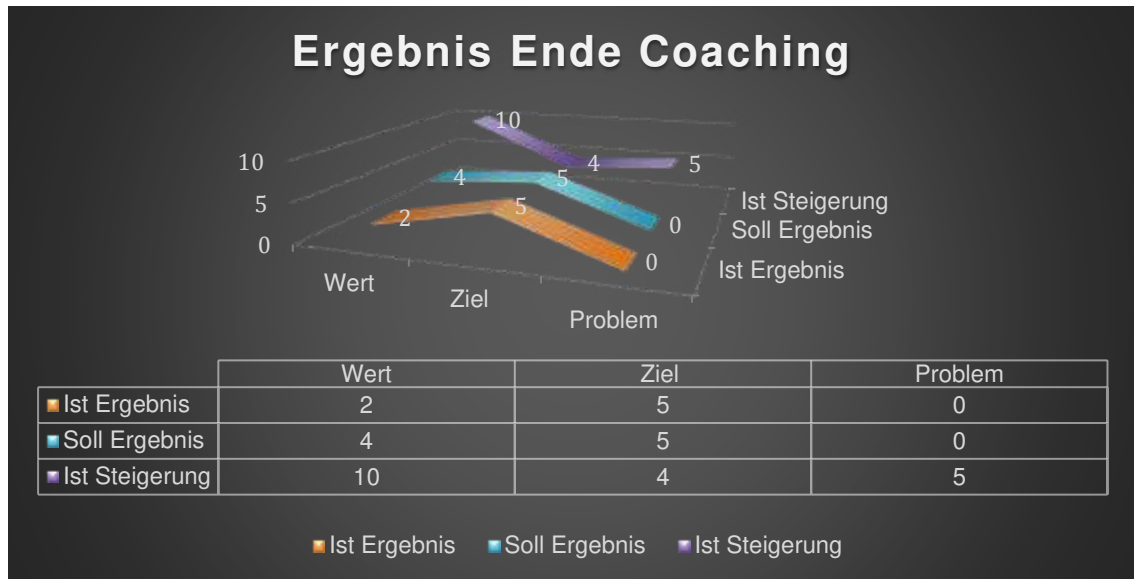 Ergebnis Ende Coaching
10
5
0
10
4
5
4
5
0
2
5
0
Ist Steigerung
Soll Ergebnis
Ist Ergebnis
Wert
Ziel
Problem
Wert Ziel Problem
Ist Ergebnis 2 5 0
Soll Ergebnis 4 5 0
Ist Steigerung 10 4 5
Ist Ergebnis Soll Ergebnis Ist Steigerung